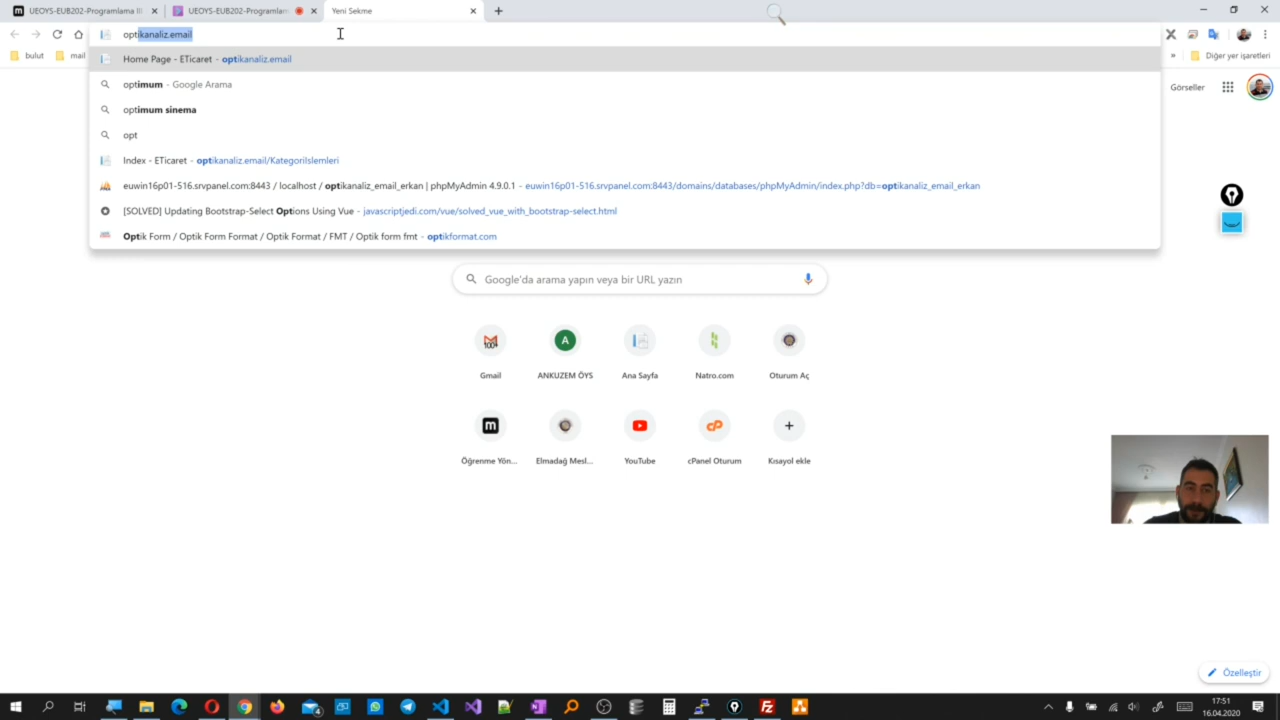 UEOYS-EUB202-Programlama III
UEOYS-EUB202-Programlam
Yeni Sekme
optikanaliz.email
bulut
mail
Diğer yer işaretleri
Home Page - ETicaret - optikanaliz.email
optimum - Google Arama
optimum sinema
opt
Index - ETicaret - optikanaliz.email/KategoriIslemleri
euwin16p01-516.srvpanel.com:8443 / localhost / optikanaliz_email_erkan | phpMyAdmin 4.9.0.1 - euwin16p01-516.srvpanel.com:8443/domains/databases/phpMyAdmin/index.php?db=optikanaliz_email_erkan
[SOLVED] Updating Bootstrap-Select Options Using Vue - javascriptjedi.com/vue/solved_vue_with_bootstrap-select.html
Optik Form / Optik Form Format / Optik Format / FMT / Optik form fmt - optikformat.com
Görseller
Google'da arama yapın veya bir URL yazın
Gmail
ANKUZEM ÖYS
Ana Sayfa
Natro.com
Oturum Aç
Öğrenme Yön...
Elmadağ Mesl...
YouTube
cPanel Oturum
Kısayol ekle
Özelleştir
17:51
16.04.2020